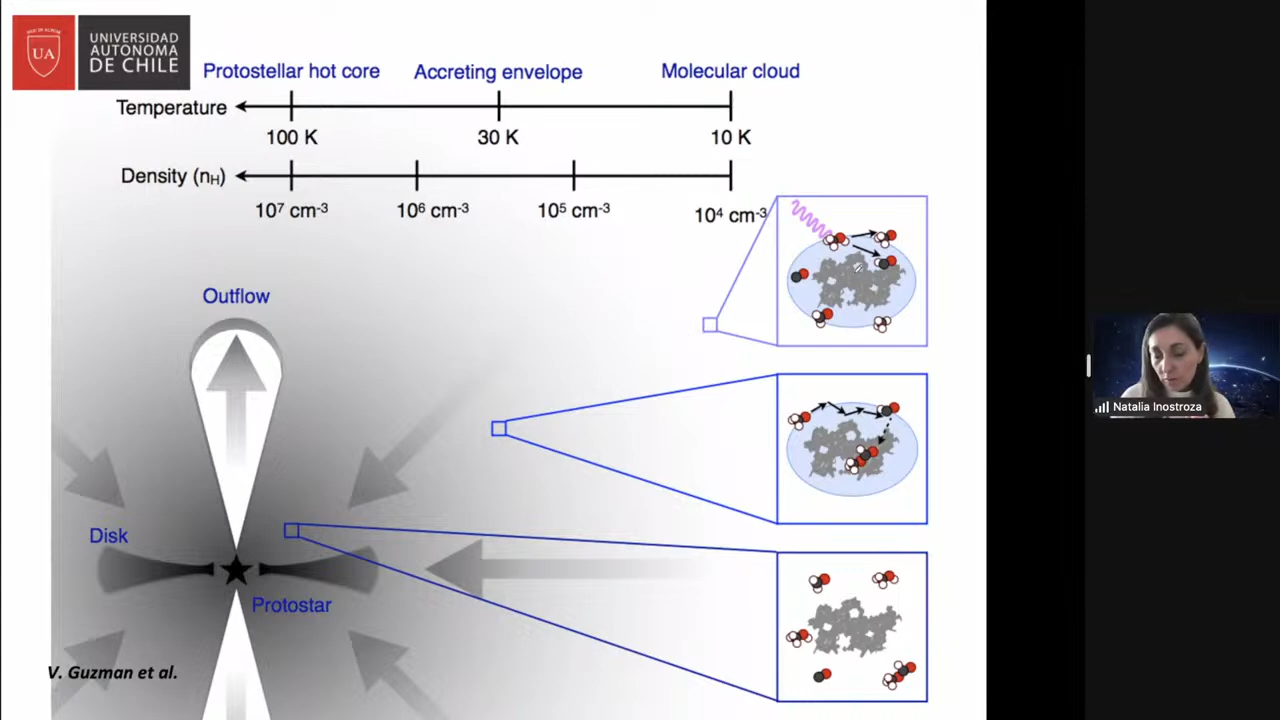 UA
UNIVERSIDAD
AUTONOMA
DE CHILE
Protostellar hot core
Accreting envelope
Molecular cloud
Temperature
100 K
30 K
10 K
Density (nH)
10⁷ cm-³
10⁶ cm-³
10⁵ cm-³
10⁴ cm-³
Outflow
Disk
Protostar
V. Guzman et al.
Natalia Inostroza